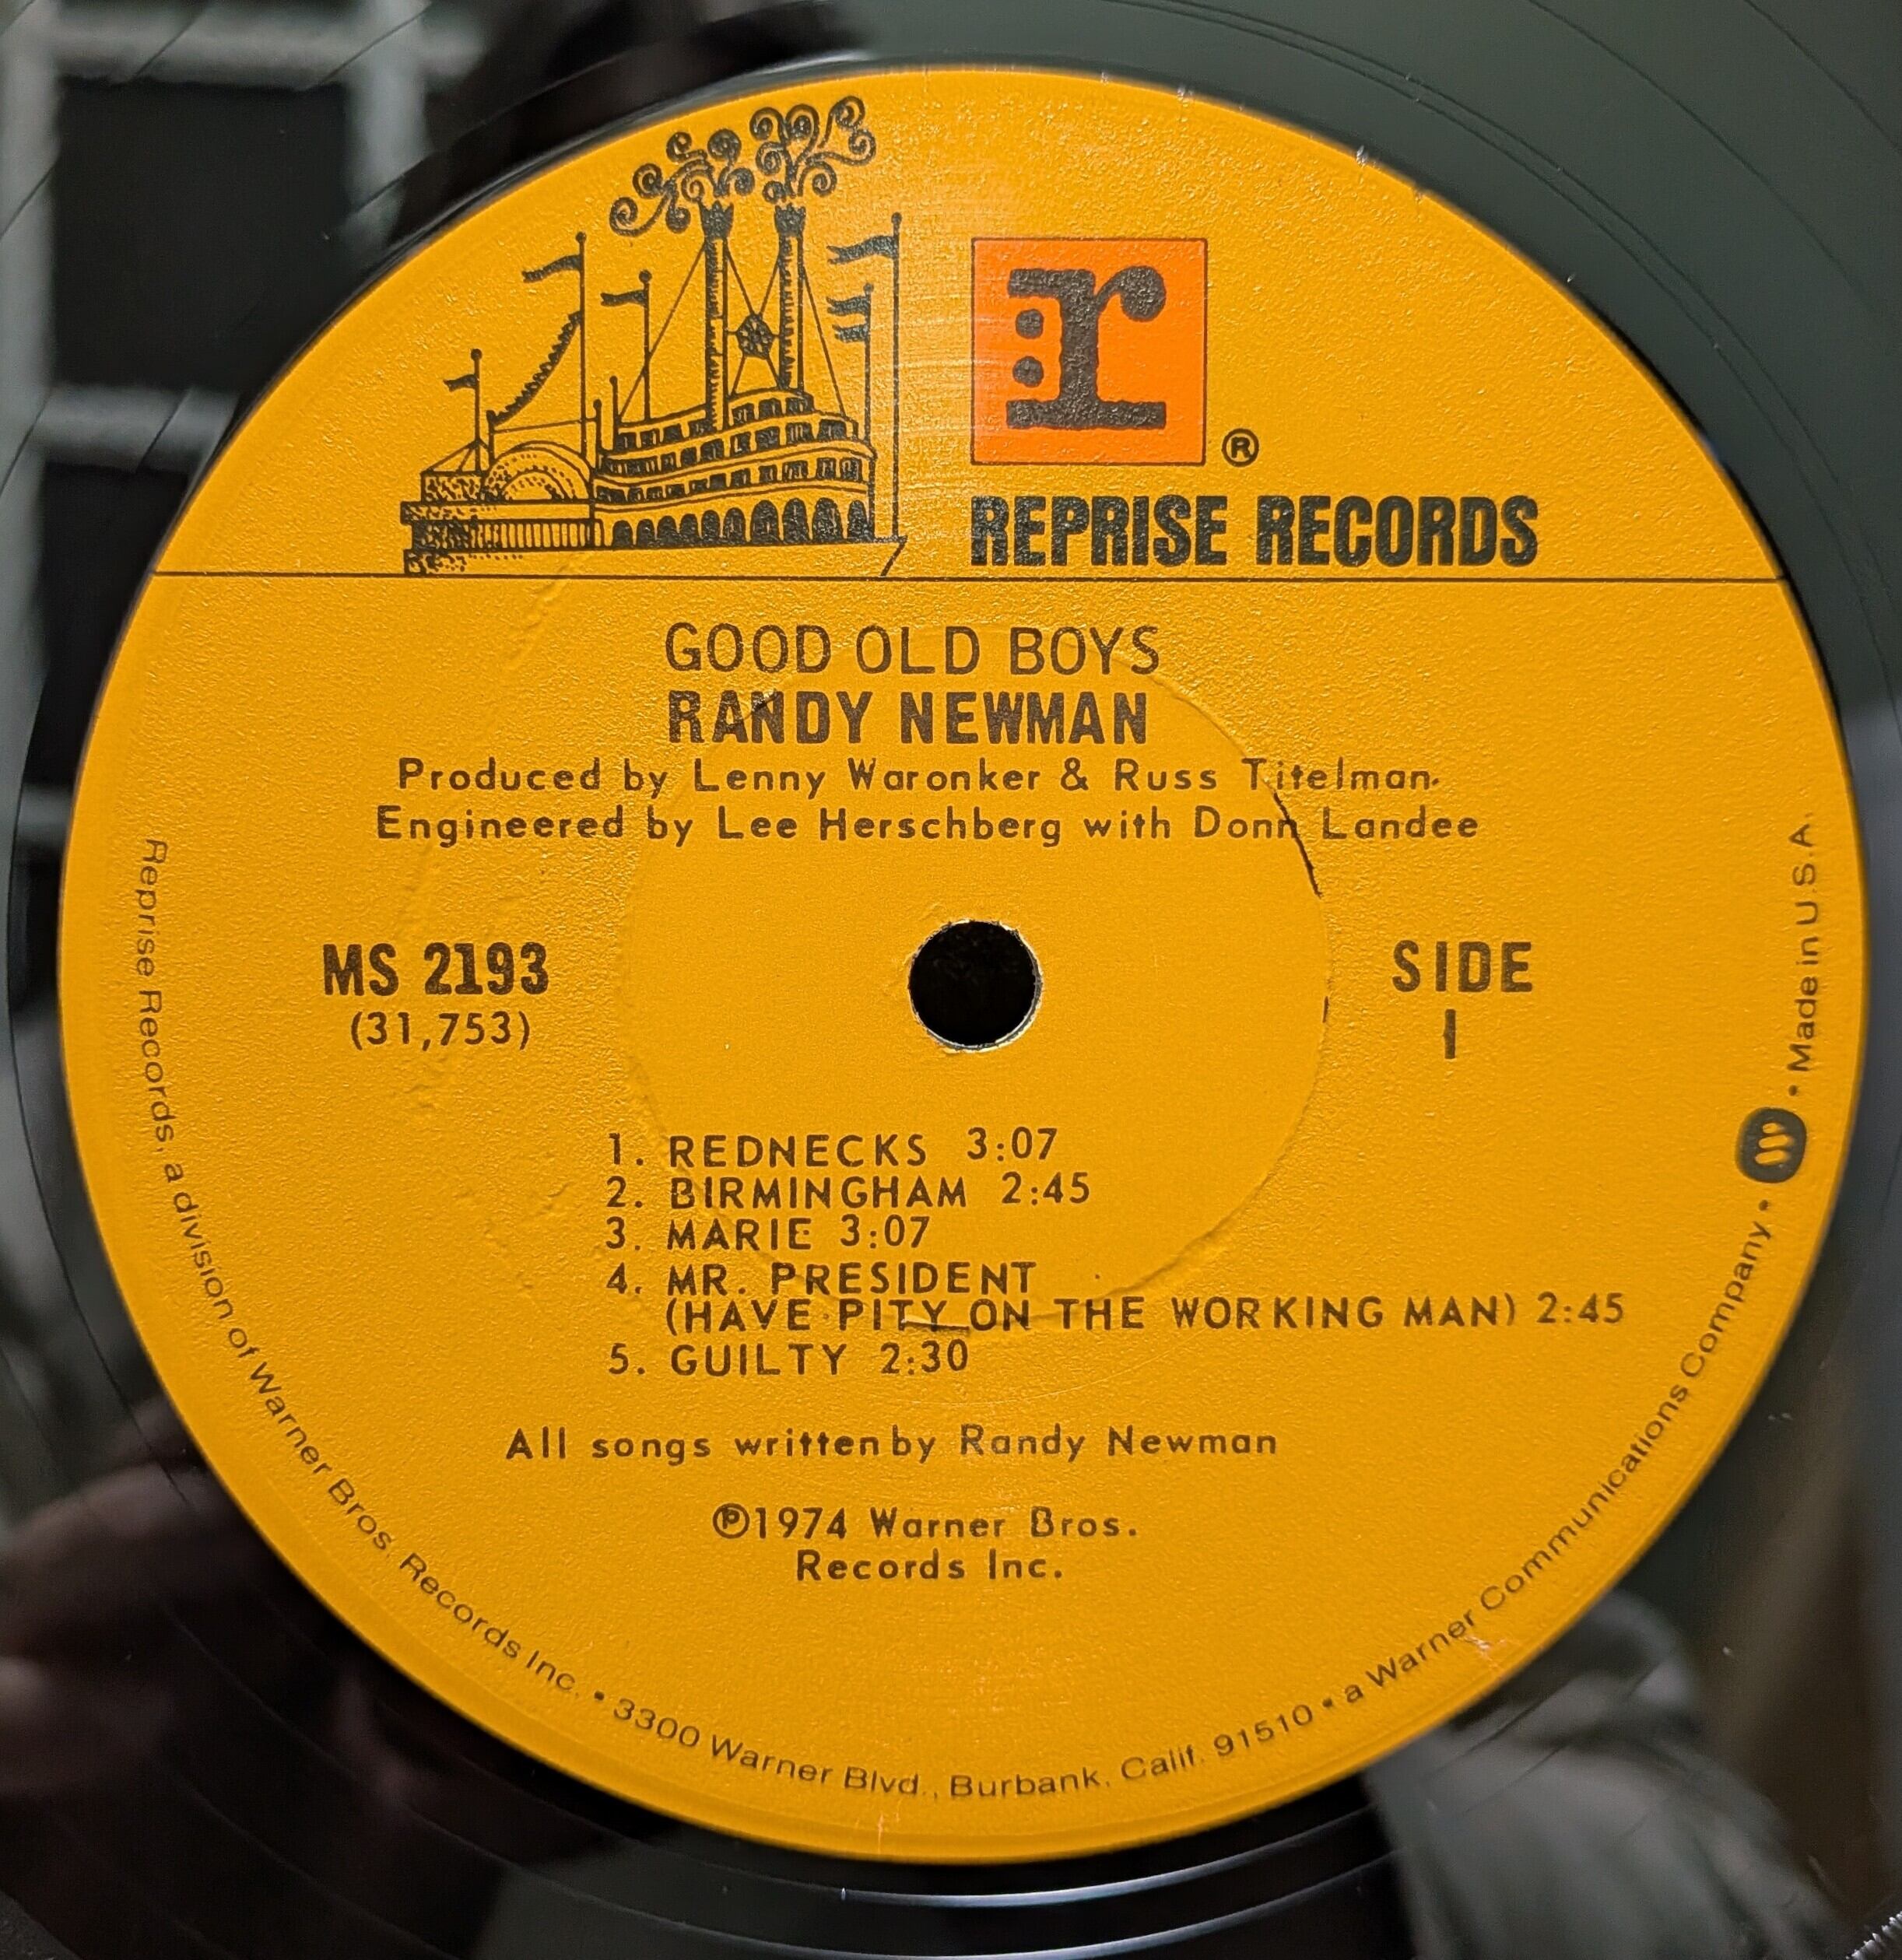 r
®
REPRISE RECORDS
GOOD OLD BOYS
RANDY NEWMAN
Produced by Lenny Waronker & Russ Titelman.
Engineered by Lee Herschberg with Donn Landee
MS 2193
(31,753)
SIDE
1
1. REDNECKS 3:07
2. BIRMINGHAM 2:45
3. MARIE 3:07
4. MR. PRESIDENT
(HAVE PITY ON THE WORKING MAN) 2:45
5. GUILTY 2:30
All songs written by Randy Newman
℗1974 Warner Bros.
Records Inc.
Reprise Records, a division of Warner Bros. Records Inc. • 3300 Warner Blvd., Burbank, Calif. 91510 • a Warner Communications Company • W • Made in U.S.A.